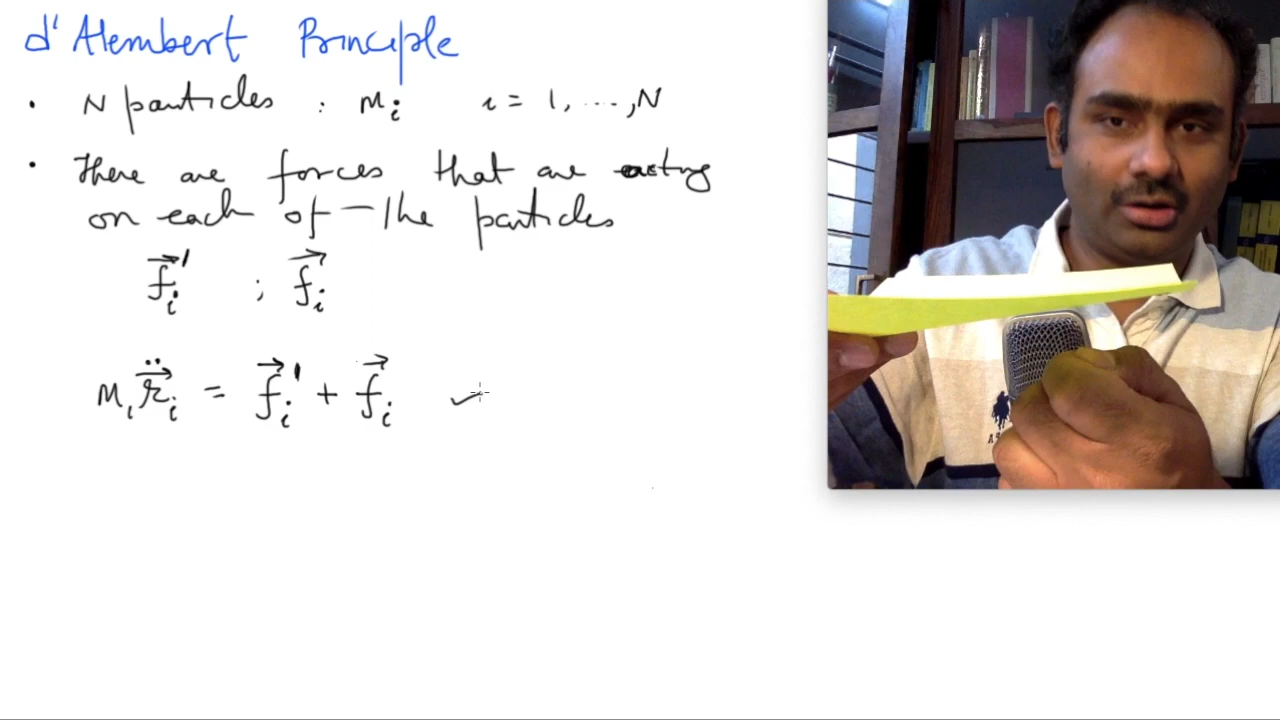 d'Alembert Principle
• N particles : mᵢ i = 1, ...., N
• There are forces that are acting
on each of the particles
f⃗ᵢ' ; f⃗ᵢ
mᵢ r⃗̈ᵢ = f⃗ᵢ' + f⃗ᵢ ✓